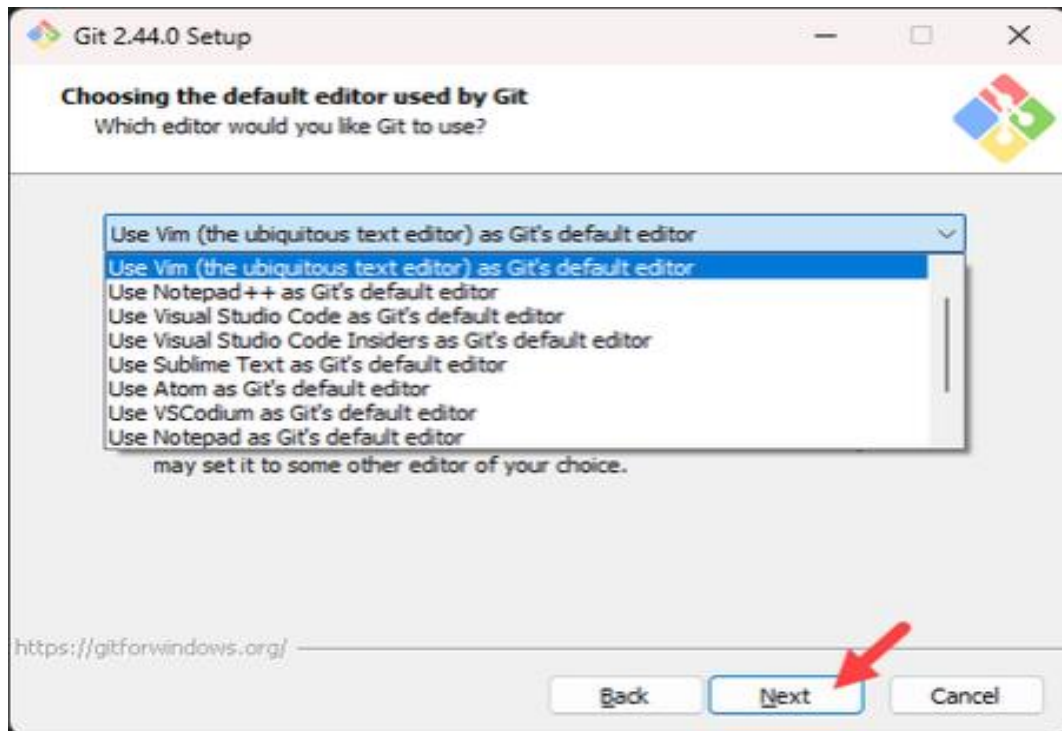 Git 2.44.0 Setup
Choosing the default editor used by Git
Which editor would you like Git to use?
Use Vim (the ubiquitous text editor) as Git's default editor
Use Vim (the ubiquitous text editor) as Git's default editor
Use Notepad++ as Git's default editor
Use Visual Studio Code as Git's default editor
Use Visual Studio Code Insiders as Git's default editor
Use Sublime Text as Git's default editor
Use Atom as Git's default editor
Use VSCodium as Git's default editor
Use Notepad as Git's default editor
may set it to some other editor of your choice.
https://gitforwindows.org/
Back Next Cancel